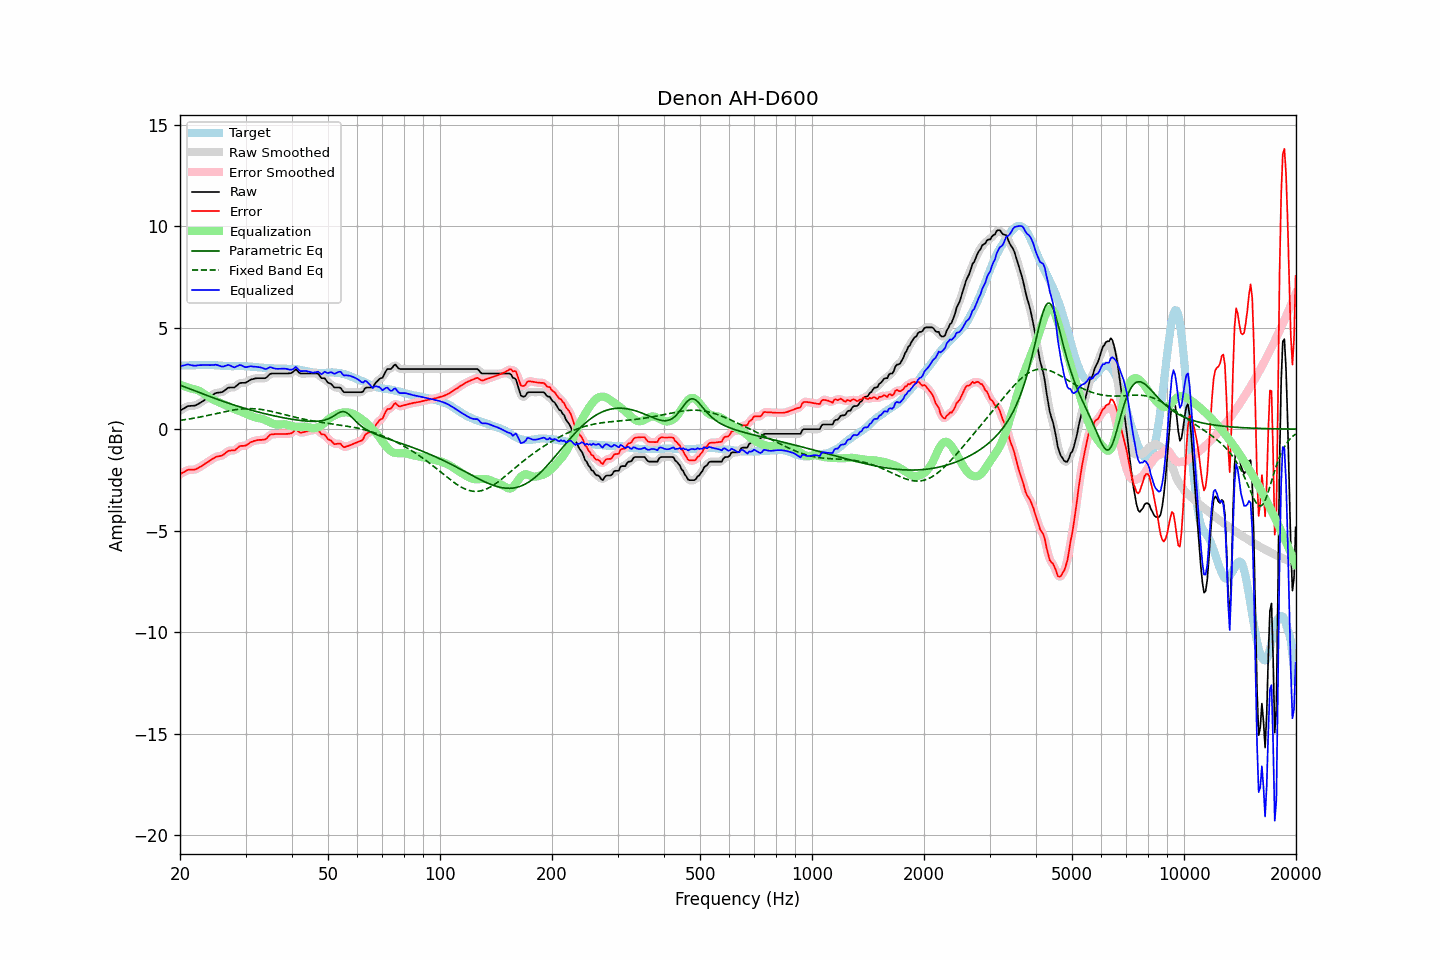 Denon AH-D600
Target
Raw Smoothed
Error Smoothed
Raw
Error
Equalization
Parametric Eq
Fixed Band Eq
Equalized
15
10
5
0
−5
−10
−15
−20
Amplitude (dBr)
20 50 100 200 500 1000 2000 5000 10000 20000
Frequency (Hz)